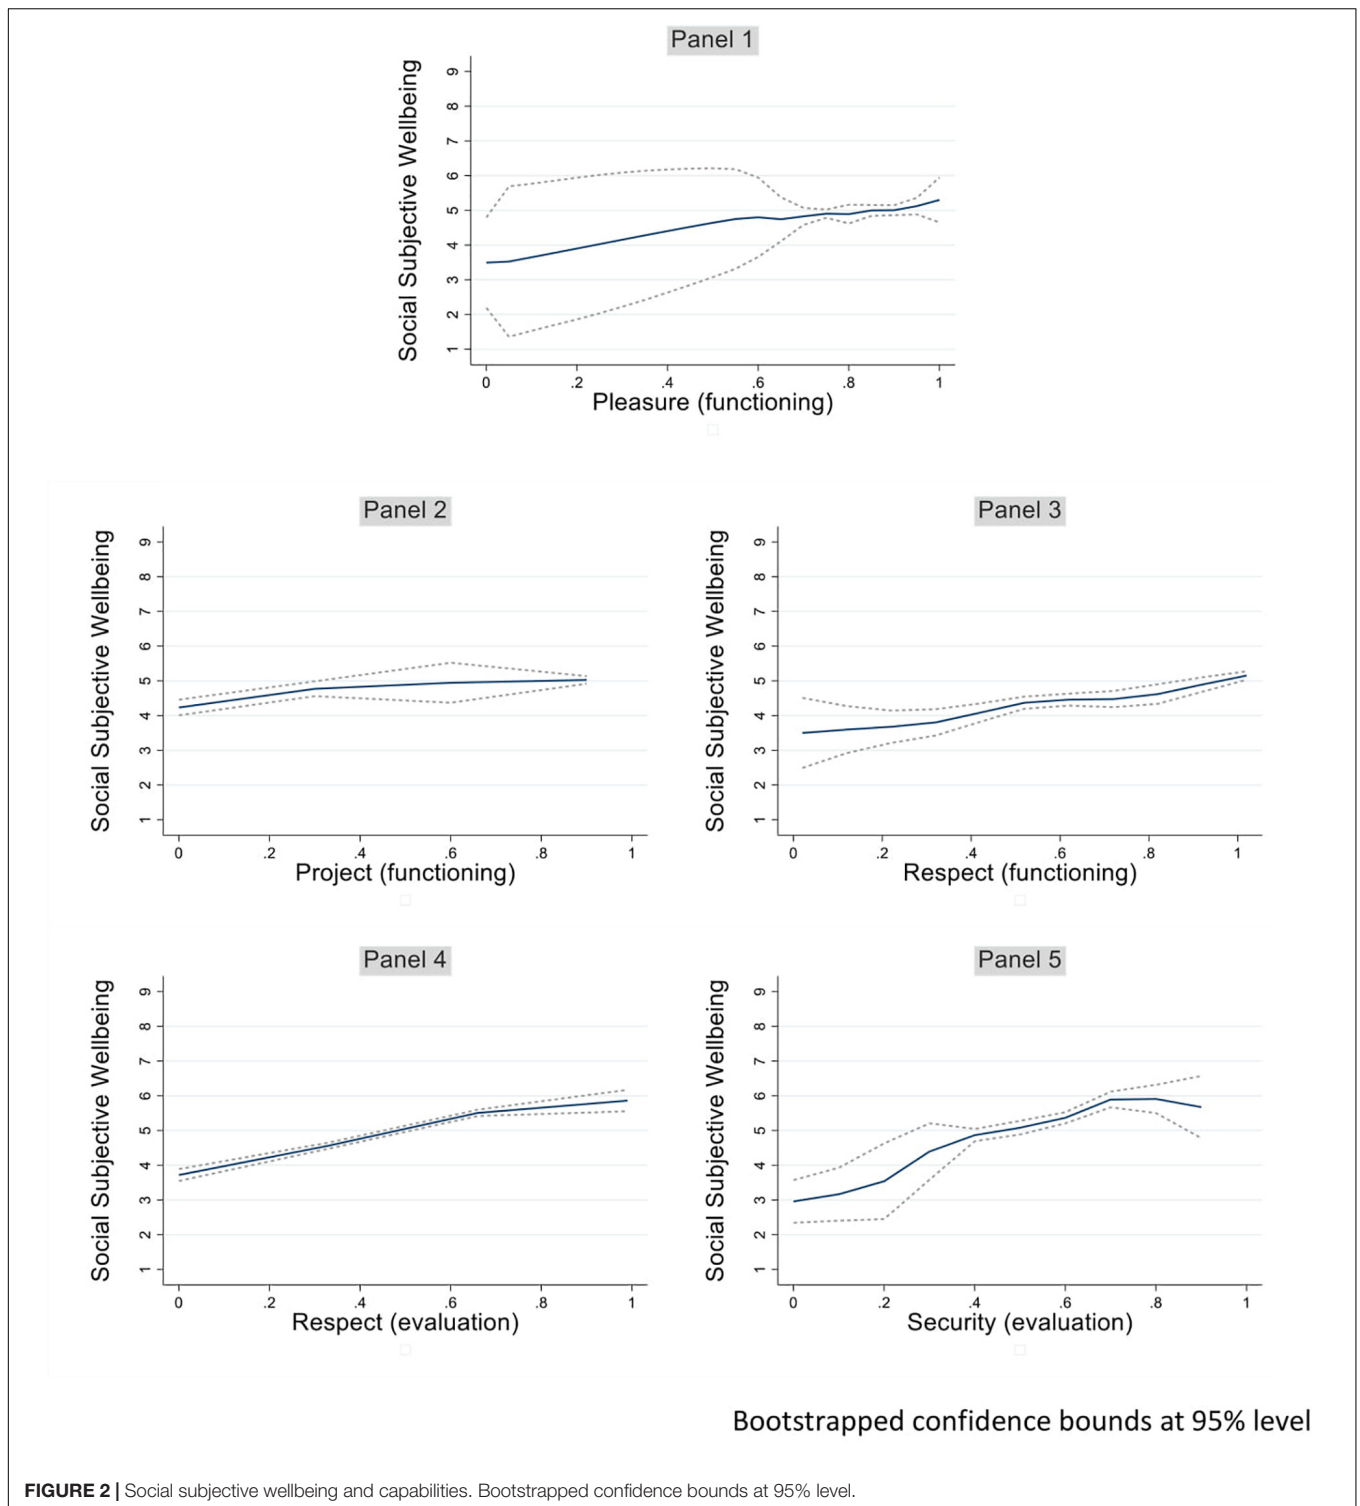 Panel 1
Social Subjective Wellbeing
9
8
7
6
5
4
3
2
1
0 .2 .4 .6 .8 1
Pleasure (functioning)
Panel 2
Social Subjective Wellbeing
9
8
7
6
5
4
3
2
1
0 .2 .4 .6 .8 1
Project (functioning)
Panel 3
Social Subjective Wellbeing
9
8
7
6
5
4
3
2
1
0 .2 .4 .6 .8 1
Respect (functioning)
Panel 4
Social Subjective Wellbeing
9
8
7
6
5
4
3
2
1
0 .2 .4 .6 .8 1
Respect (evaluation)
Panel 5
Social Subjective Wellbeing
9
8
7
6
5
4
3
2
1
0 .2 .4 .6 .8 1
Security (evaluation)
Bootstrapped confidence bounds at 95% level
FIGURE 2 | Social subjective wellbeing and capabilities. Bootstrapped confidence bounds at 95% level.